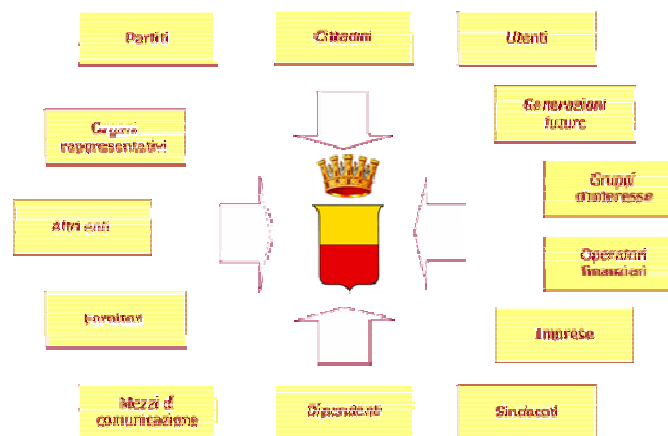 Partiti
Cittadini
Utenti
Organi
rappresentativi
Generazioni
future
Gruppi
d'interesse
Altri enti
Operatori
finanziari
Fornitori
Imprese
Mezzi di
comunicazione
Dipendenti
Sindacati